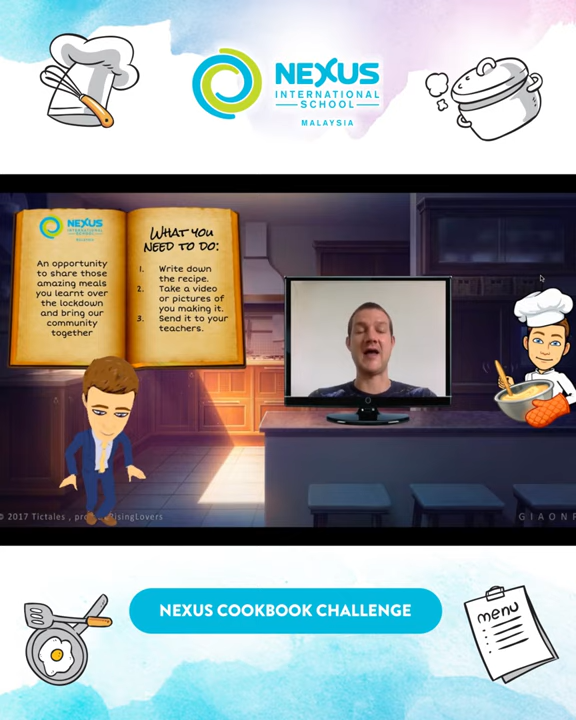 NEXUS
INTERNATIONAL
SCHOOL
MALAYSIA
NEXUS
INTERNATIONAL
SCHOOL
An opportunity
to share those
amazing meals
you learnt over
the lockdown
and bring our
community
together
WHAT YOU
NEED TO DO:
1. Write down
the recipe.
2. Take a video
or pictures of
you making it.
3. Send it to your
teachers.
© 2017 Tictales , isingLovers
GIAON
NEXUS COOKBOOK CHALLENGE
menu